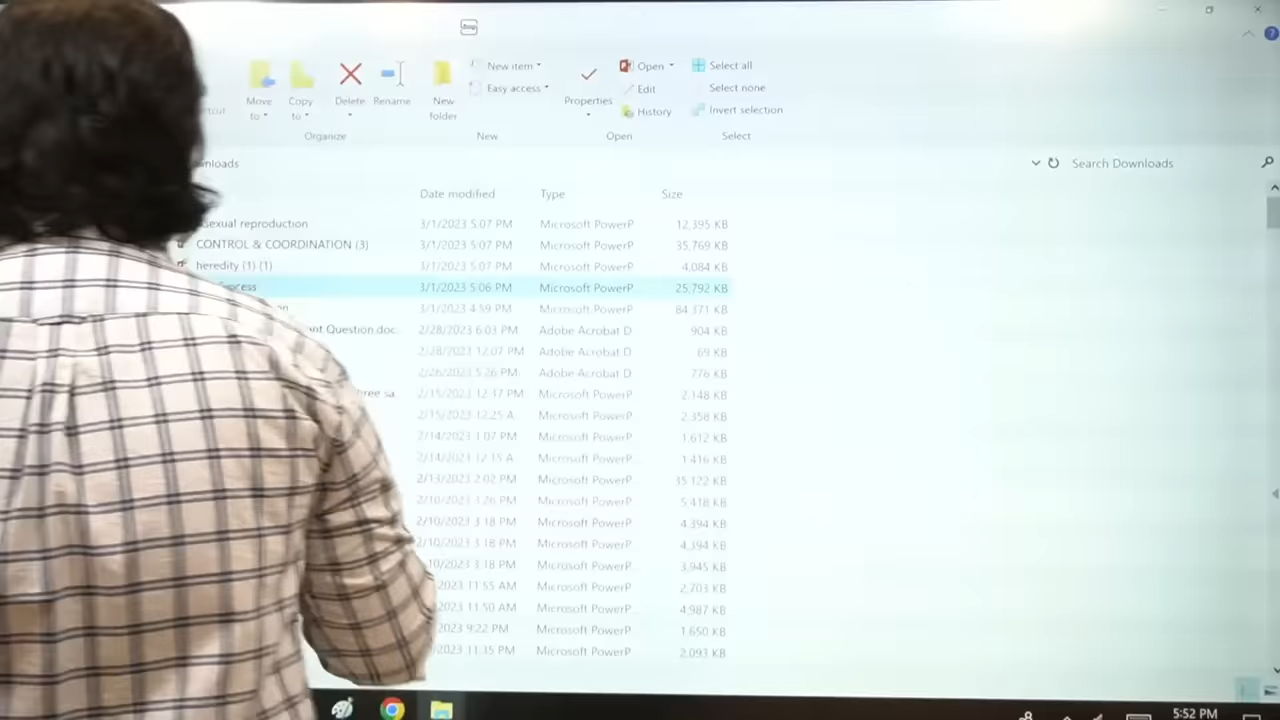 New item
Open
Select all
Move to
Copy to
Delete
Rename
New folder
Easy access
Properties
Edit
Select none
History
Invert selection
Organize
New
Open
Select
Search Downloads
Date modified Type Size
reproduction 3/1/2023 5:07 PM Microsoft PowerP 12,395 KB
CONTROL & COORDINATION (3) 3/1/2023 5:07 PM Microsoft PowerP 35,769 KB
heredity (1) (1) 3/1/2023 5:07 PM Microsoft PowerP 4,084 KB
3/1/2023 5:06 PM Microsoft PowerP 25,792 KB
3/1/2023 4:59 PM Microsoft PowerP 84,371 KB
Question.doc 2/28/2023 6:03 PM Adobe Acrobat D 904 KB
2/28/2023 12:07 PM Adobe Acrobat D 69 KB
2/26/2023 5:26 PM Adobe Acrobat D 776 KB
2/15/2023 12:37 PM Microsoft PowerP 2,148 KB
2/15/2023 12:25 A Microsoft PowerP 2,358 KB
2/14/2023 1:07 PM Microsoft PowerP 1,612 KB
2/14/2023 12:15 A Microsoft PowerP 1,416 KB
2/13/2023 2:02 PM Microsoft PowerP 35,122 KB
2/10/2023 3:26 PM Microsoft PowerP 5,418 KB
2/10/2023 3:18 PM Microsoft PowerP 4,394 KB
2/10/2023 3:18 PM Microsoft PowerP 4,394 KB
3:18 PM Microsoft PowerP 3,945 KB
11:55 AM Microsoft PowerP 2,703 KB
11:50 AM Microsoft PowerP 4,987 KB
9:22 PM Microsoft PowerP 1,650 KB
11:15 PM Microsoft PowerP 2,093 KB
5:52 PM